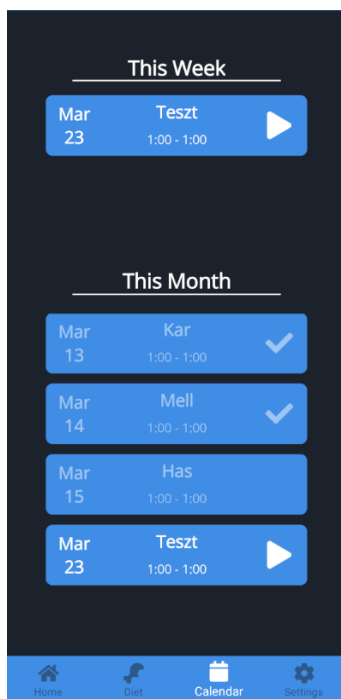 This Week
Mar Teszt
23 1:00 - 1:00
This Month
Mar Kar
13 1:00 - 1:00
Mar Mell
14 1:00 - 1:00
Mar Has
15 1:00 - 1:00
Mar Teszt
23 1:00 - 1:00
Home Diet Calendar Settings